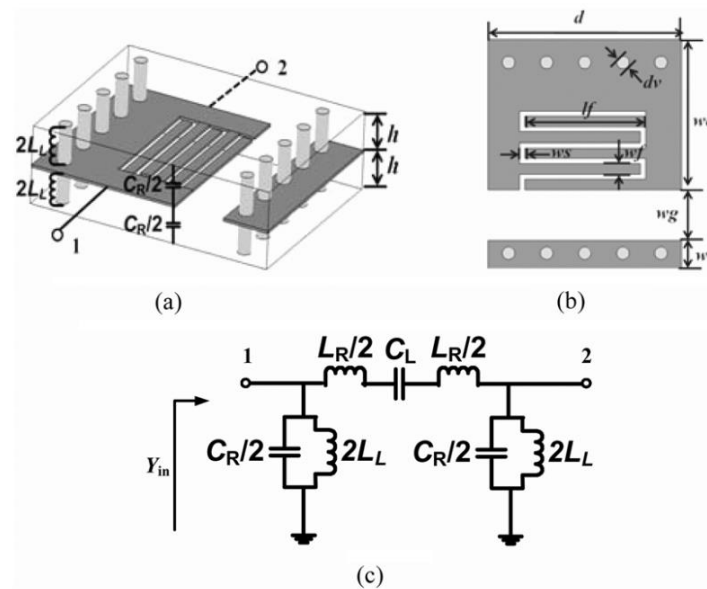 2
h
h
2L_L
2L_L
C_R/2
C_R/2
1
(a)
d
dv
lf
ws
wf
wg
(b)
1
L_R/2
C_L
L_R/2
2
Y_in
C_R/2
2L_L
C_R/2
2L_L
(c)